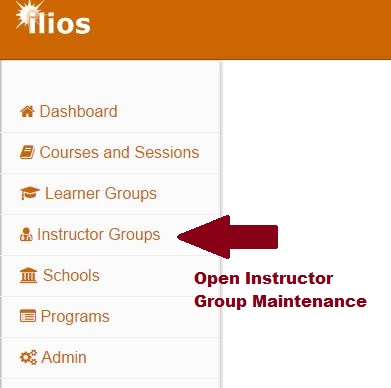 ilios
Dashboard
Courses and Sessions
Learner Groups
Instructor Groups
Schools
Open Instructor
Group Maintenance
Programs
Admin